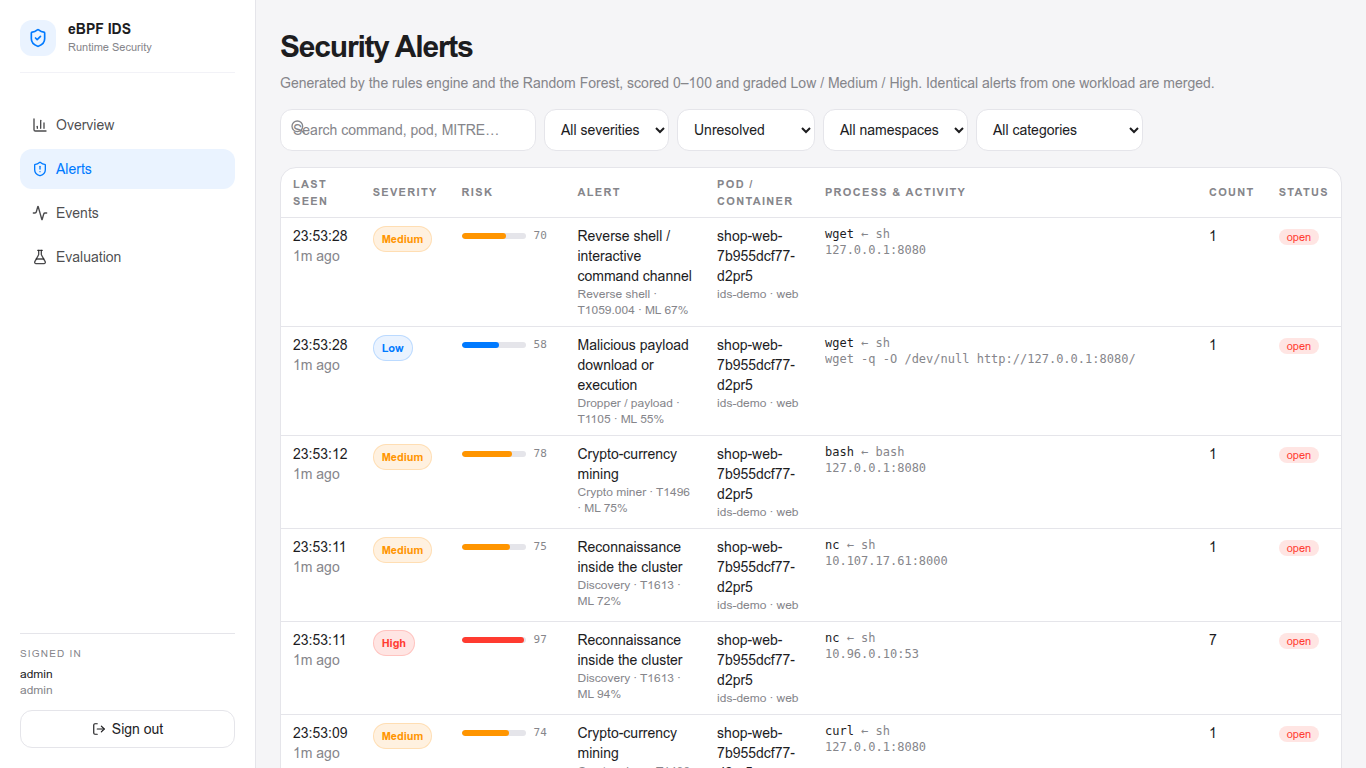 eBPF IDS
Runtime Security
Overview
Alerts
Events
Evaluation
SIGNED IN
admin
admin
Sign out
Security Alerts
Generated by the rules engine and the Random Forest, scored 0–100 and graded Low / Medium / High. Identical alerts from one workload are merged.
Search command, pod, MITRE… All severities Unresolved All namespaces All categories
LAST SEEN SEVERITY RISK ALERT POD / CONTAINER PROCESS & ACTIVITY COUNT STATUS
23:53:28
1m ago
Medium
70
Reverse shell /
interactive
command channel
Reverse shell ·
T1059.004 · ML 67%
shop-web-
7b955dcf77-
d2pr5
ids-demo · web
wget ← sh
127.0.0.1:8080
1
open
23:53:28
1m ago
Low
58
Malicious payload
download or
execution
Dropper / payload ·
T1105 · ML 55%
shop-web-
7b955dcf77-
d2pr5
ids-demo · web
wget ← sh
wget -q -O /dev/null http://127.0.0.1:8080/
1
open
23:53:12
1m ago
Medium
78
Crypto-currency
mining
Crypto miner · T1496
· ML 75%
shop-web-
7b955dcf77-
d2pr5
ids-demo · web
bash ← bash
127.0.0.1:8080
1
open
23:53:11
1m ago
Medium
75
Reconnaissance
inside the cluster
Discovery · T1613 ·
ML 72%
shop-web-
7b955dcf77-
d2pr5
ids-demo · web
nc ← sh
10.107.17.61:8000
1
open
23:53:11
1m ago
High
97
Reconnaissance
inside the cluster
Discovery · T1613 ·
ML 94%
shop-web-
7b955dcf77-
d2pr5
ids-demo · web
nc ← sh
10.96.0.10:53
7
open
23:53:09
1m ago
Medium
74
Crypto-currency
mining
shop-web-
7b955dcf77-
curl ← sh
127.0.0.1:8080
1
open